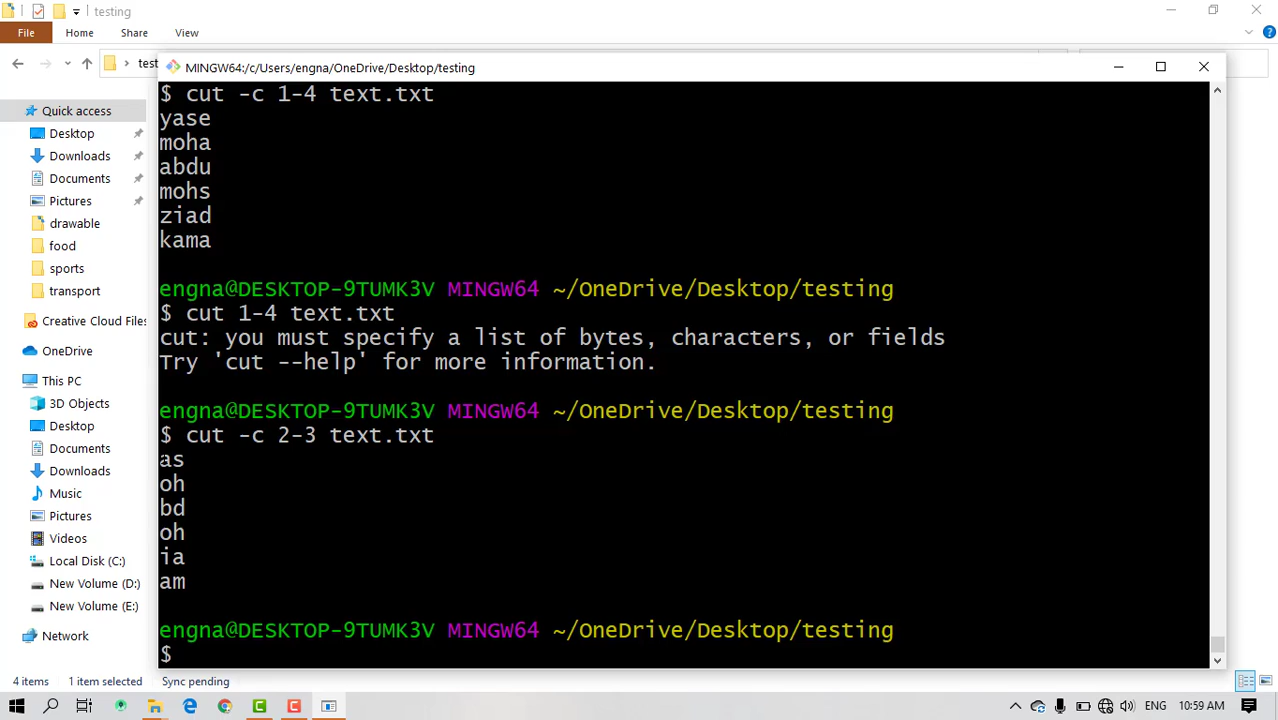 testing
File
Home
Share
View
test
MINGW64:/c/Users/engna/OneDrive/Desktop/testing
Quick access
Desktop
Downloads
Documents
Pictures
drawable
food
sports
transport
Creative Cloud Files
OneDrive
This PC
3D Objects
Desktop
Documents
Downloads
Music
Pictures
Videos
Local Disk (C:)
New Volume (D:)
New Volume (E:)
Network
$ cut -c 1-4 text.txt
yase
moha
abdu
mohs
ziad
kama
engna@DESKTOP-9TUMK3V MINGW64 ~/OneDrive/Desktop/testing
$ cut 1-4 text.txt
cut: you must specify a list of bytes, characters, or fields
Try 'cut --help' for more information.
engna@DESKTOP-9TUMK3V MINGW64 ~/OneDrive/Desktop/testing
$ cut -c 2-3 text.txt
as
oh
bd
oh
ia
am
engna@DESKTOP-9TUMK3V MINGW64 ~/OneDrive/Desktop/testing
$
4 items
1 item selected
Sync pending
ENG
10:59 AM